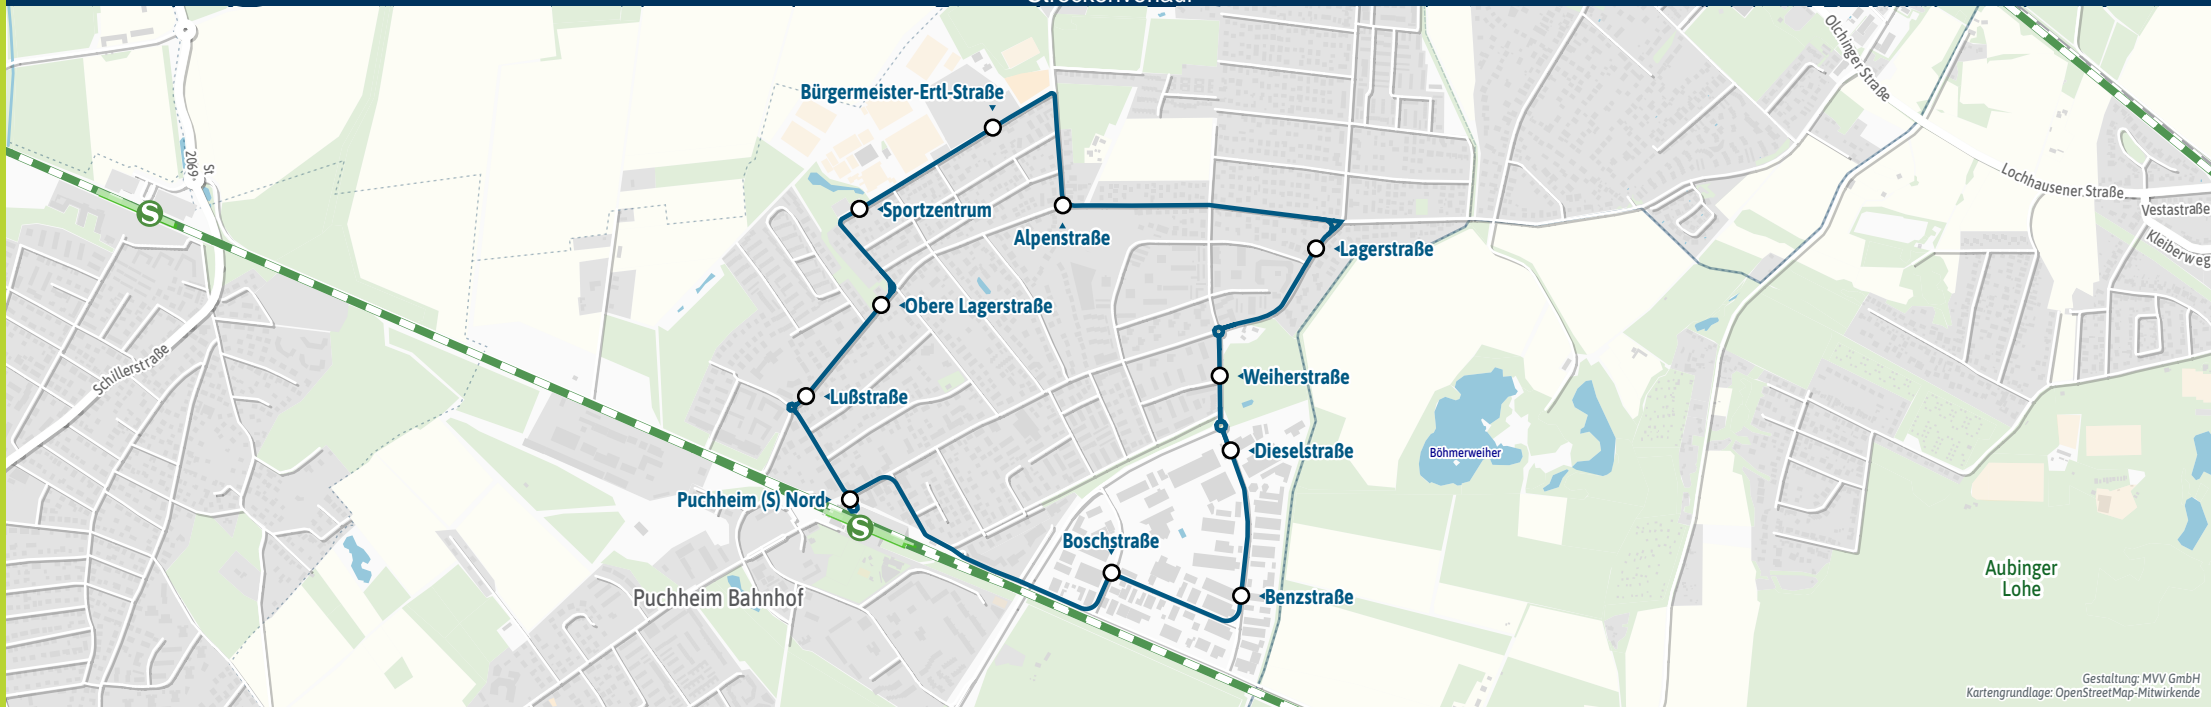 Streckenverlauf
Olchinger Straße
Bürgermeister-Ertl-Straße
St
2069
S
Lochhausener Straße
Vestastraße
Kleiberweg
Sportzentrum
Alpenstraße
Lagerstraße
Obere Lagerstraße
Schillerstraße
Weiherstraße
Lußstraße
Dieselstraße
Böhmerweiher
Puchheim (S) Nord
S
Boschstraße
Puchheim Bahnhof
Benzstraße
Aubinger
Lohe
Gestaltung: MVV GmbH
Kartengrundlage: OpenStreetMap-Mitwirkende